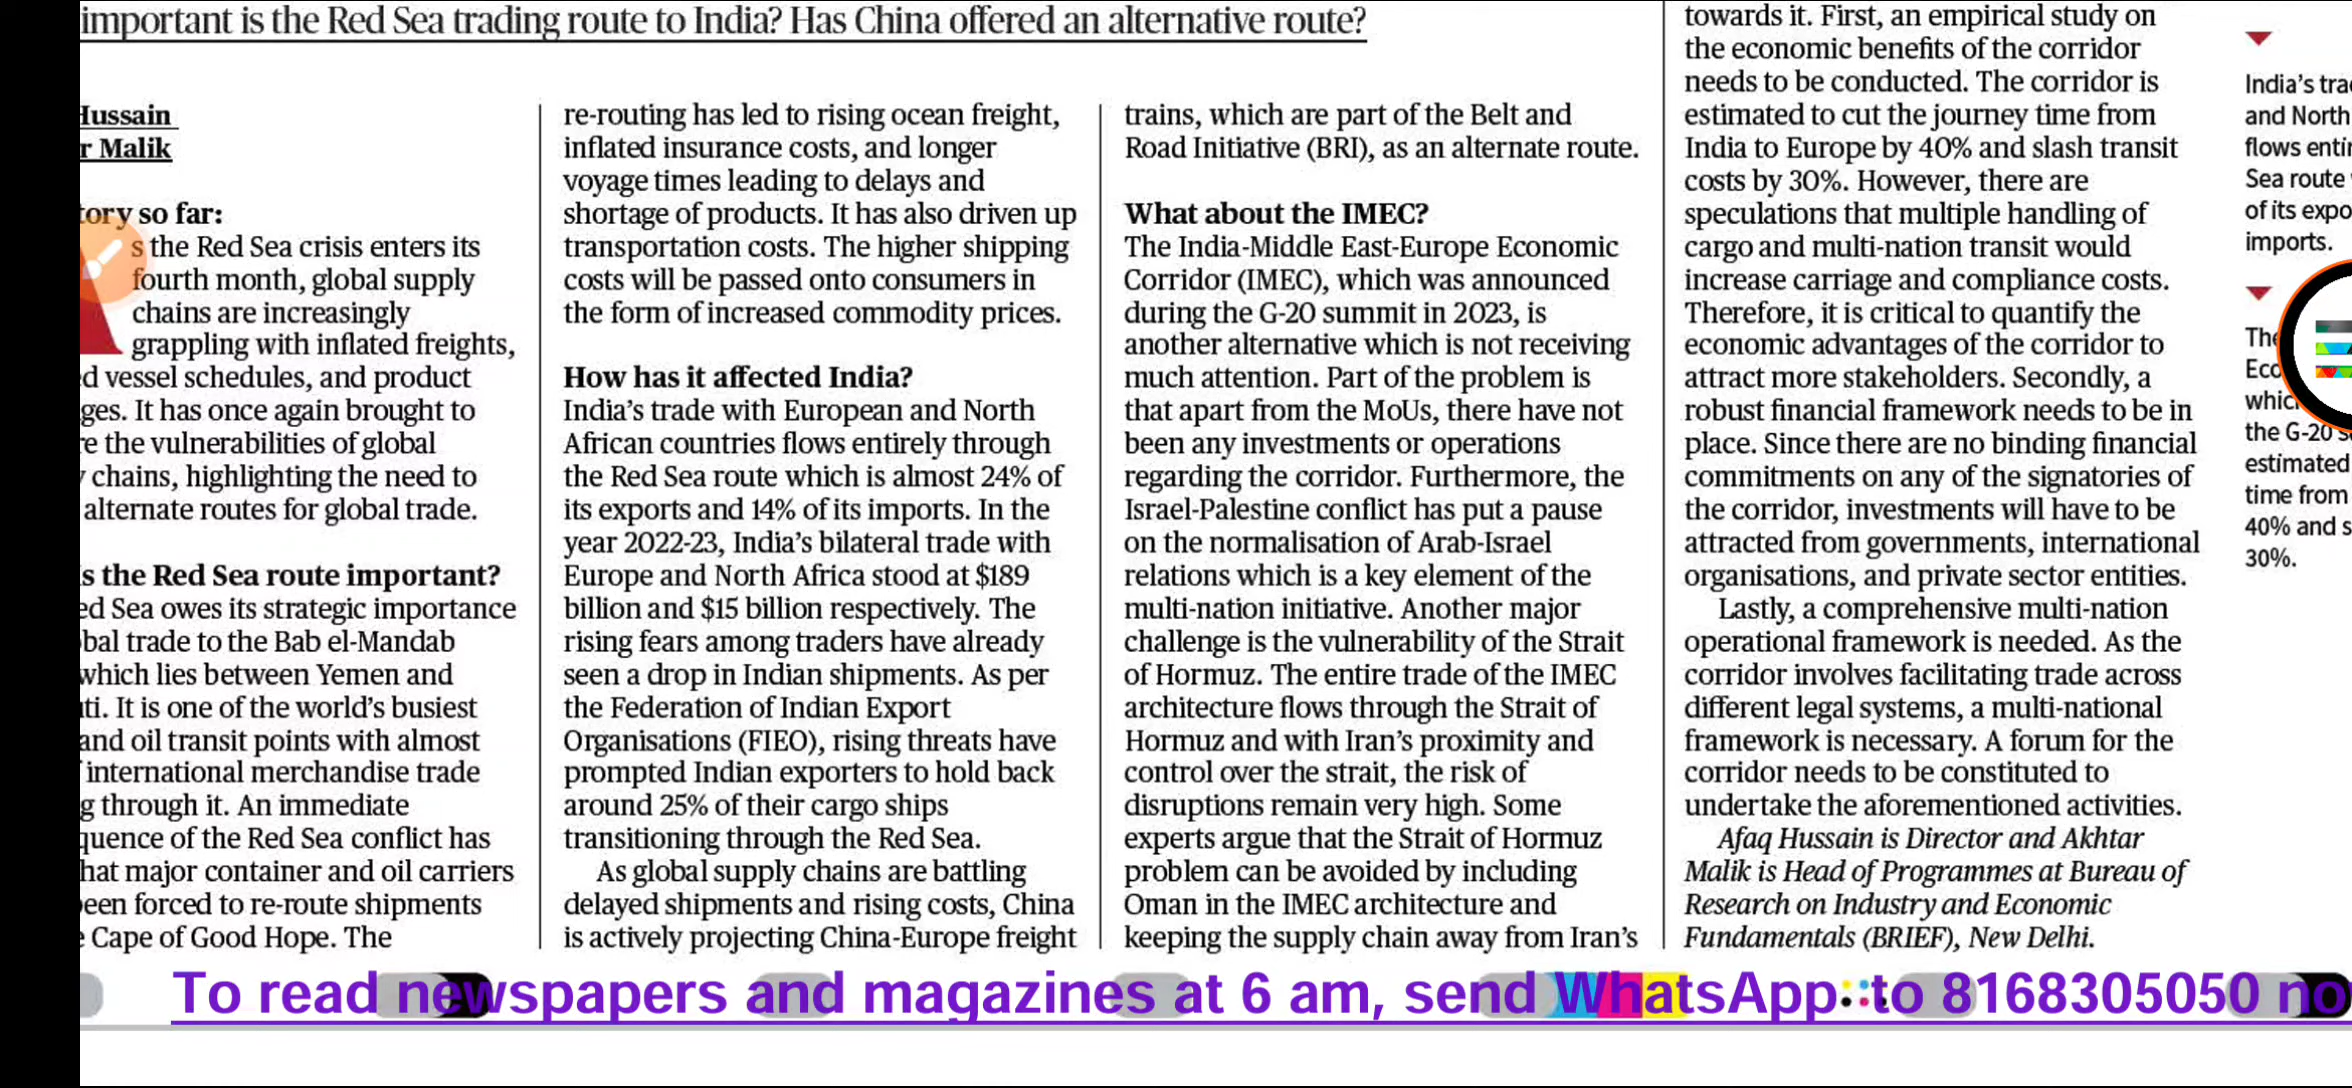 important is the Red Sea trading route to India? Has China offered an alternative route?
Hussain
r Malik
tory so far:
s the Red Sea crisis enters its
fourth month, global supply
chains are increasingly
grappling with inflated freights,
d vessel schedules, and product
ges. It has once again brought to
re the vulnerabilities of global
y chains, highlighting the need to
alternate routes for global trade.
is the Red Sea route important?
ed Sea owes its strategic importance
bal trade to the Bab el-Mandab
which lies between Yemen and
uti. It is one of the world's busiest
and oil transit points with almost
international merchandise trade
g through it. An immediate
quence of the Red Sea conflict has
hat major container and oil carriers
been forced to re-route shipments
e Cape of Good Hope. The
re-routing has led to rising ocean freight,
inflated insurance costs, and longer
voyage times leading to delays and
shortage of products. It has also driven up
transportation costs. The higher shipping
costs will be passed onto consumers in
the form of increased commodity prices.
How has it affected India?
India's trade with European and North
African countries flows entirely through
the Red Sea route which is almost 24% of
its exports and 14% of its imports. In the
year 2022-23, India's bilateral trade with
Europe and North Africa stood at $189
billion and $15 billion respectively. The
rising fears among traders have already
seen a drop in Indian shipments. As per
the Federation of Indian Export
Organisations (FIEO), rising threats have
prompted Indian exporters to hold back
around 25% of their cargo ships
transitioning through the Red Sea.
As global supply chains are battling
delayed shipments and rising costs, China
is actively projecting China-Europe freight
trains, which are part of the Belt and
Road Initiative (BRI), as an alternate route.
What about the IMEC?
The India-Middle East-Europe Economic
Corridor (IMEC), which was announced
during the G-20 summit in 2023, is
another alternative which is not receiving
much attention. Part of the problem is
that apart from the MoUs, there have not
been any investments or operations
regarding the corridor. Furthermore, the
Israel-Palestine conflict has put a pause
on the normalisation of Arab-Israel
relations which is a key element of the
multi-nation initiative. Another major
challenge is the vulnerability of the Strait
of Hormuz. The entire trade of the IMEC
architecture flows through the Strait of
Hormuz and with Iran's proximity and
control over the strait, the risk of
disruptions remain very high. Some
experts argue that the Strait of Hormuz
problem can be avoided by including
Oman in the IMEC architecture and
keeping the supply chain away from Iran's
towards it. First, an empirical study on
the economic benefits of the corridor
needs to be conducted. The corridor is
estimated to cut the journey time from
India to Europe by 40% and slash transit
costs by 30%. However, there are
speculations that multiple handling of
cargo and multi-nation transit would
increase carriage and compliance costs.
Therefore, it is critical to quantify the
economic advantages of the corridor to
attract more stakeholders. Secondly, a
robust financial framework needs to be in
place. Since there are no binding financial
commitments on any of the signatories of
the corridor, investments will have to be
attracted from governments, international
organisations, and private sector entities.
Lastly, a comprehensive multi-nation
operational framework is needed. As the
corridor involves facilitating trade across
different legal systems, a multi-national
framework is necessary. A forum for the
corridor needs to be constituted to
undertake the aforementioned activities.
Afaq Hussain is Director and Akhtar
Malik is Head of Programmes at Bureau of
Research on Industry and Economic
Fundamentals (BRIEF), New Delhi.
India's tra
and North
flows enti
Sea route
of its expo
imports.
The
Eco
whic
the G-20 s
estimated
time from
40% and s
30%.
To read newspapers and magazines at 6 am, send WhatsApp to 8168305050 no